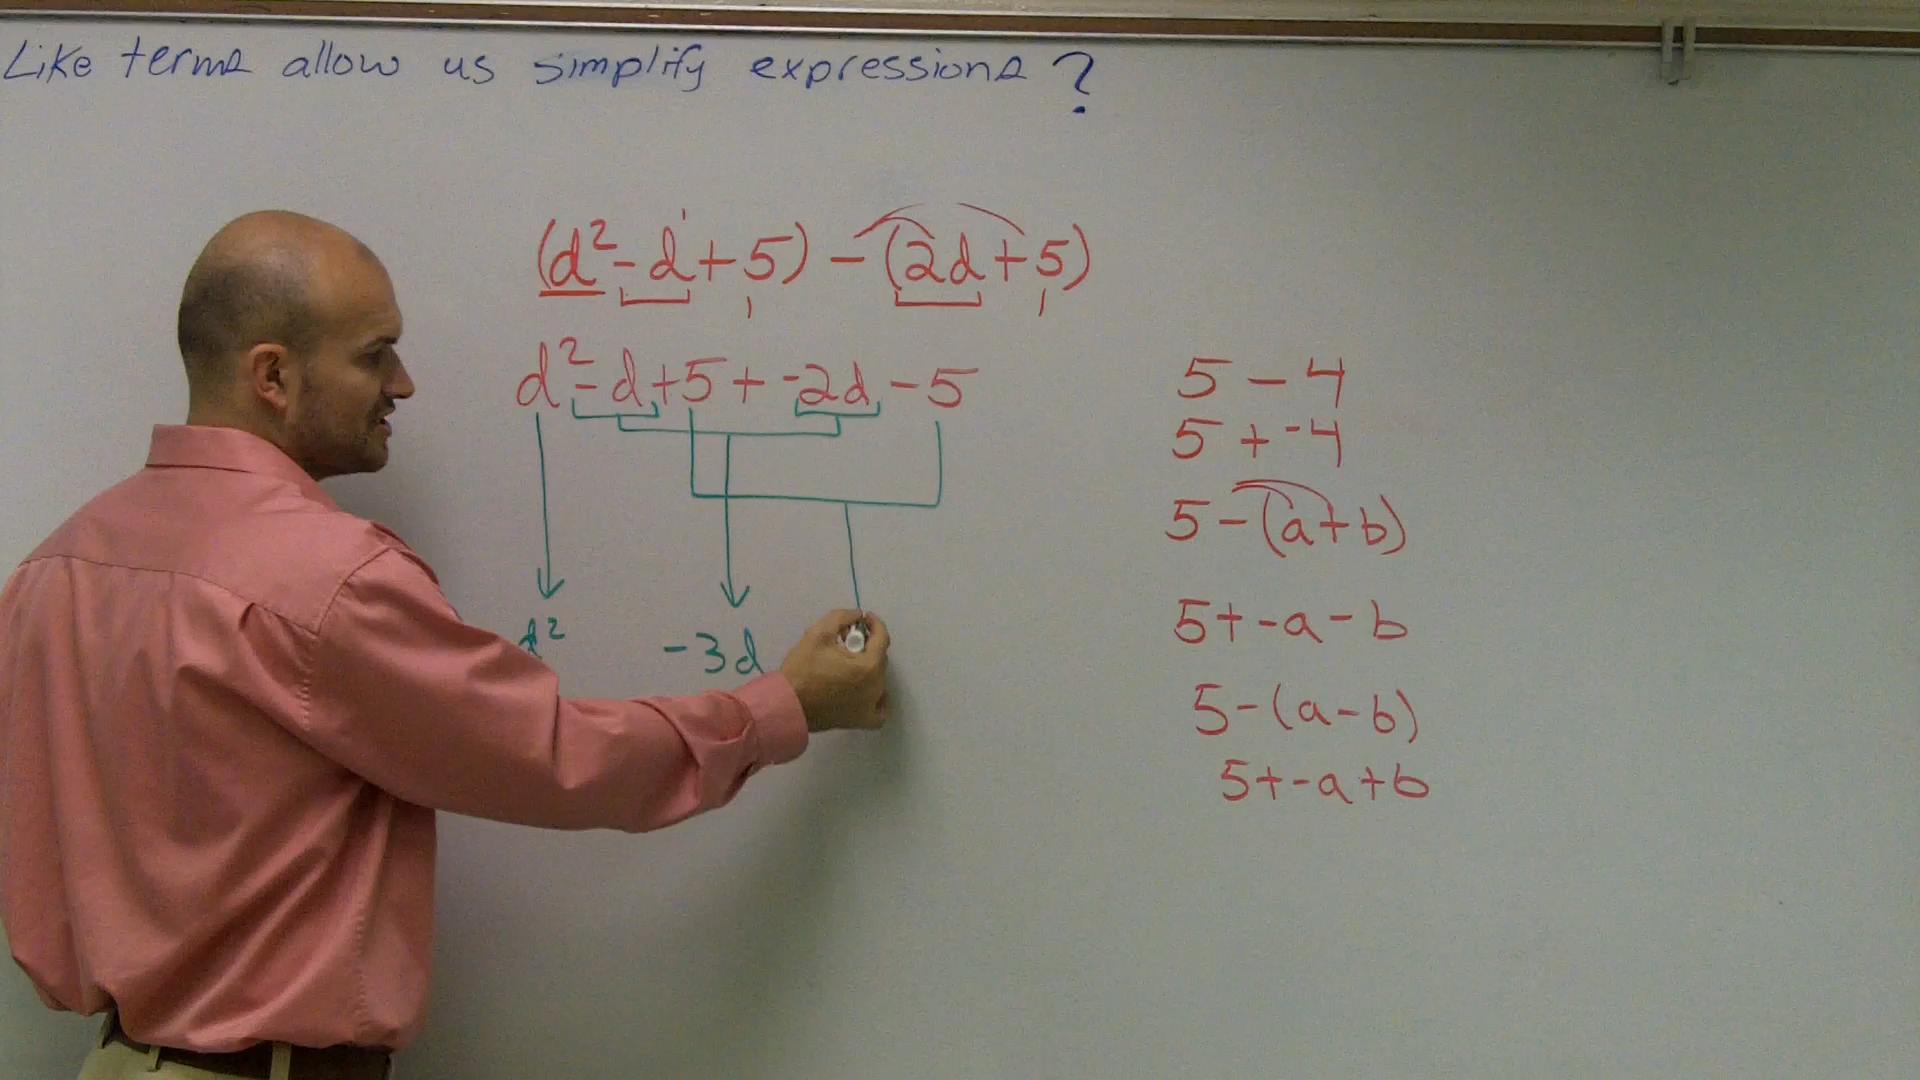 Like terms allow us simplify expressions ?
(d²-d+5)-(2d+5)
d²-d+5+-2d-5
d² -3d
5-4
5+-4
5-(a+b)
5+-a-b
5-(a-b)
5+-a+b